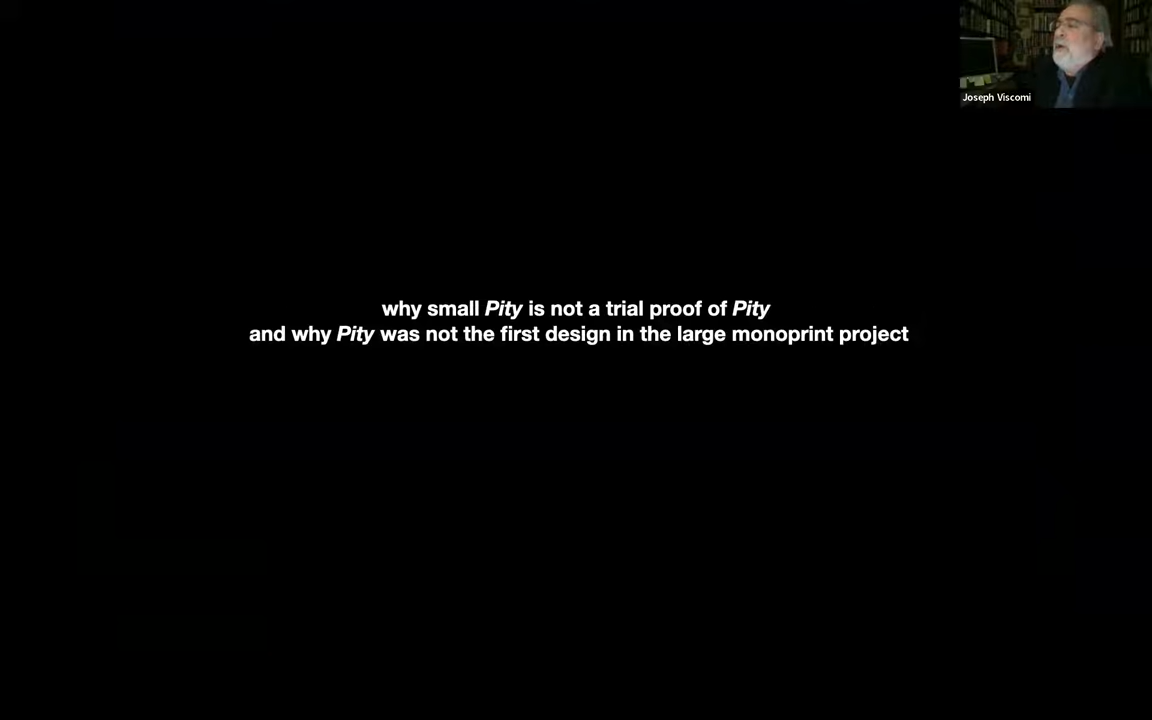 Joseph Viscomi
why small Pity is not a trial proof of Pity
and why Pity was not the first design in the large monoprint project